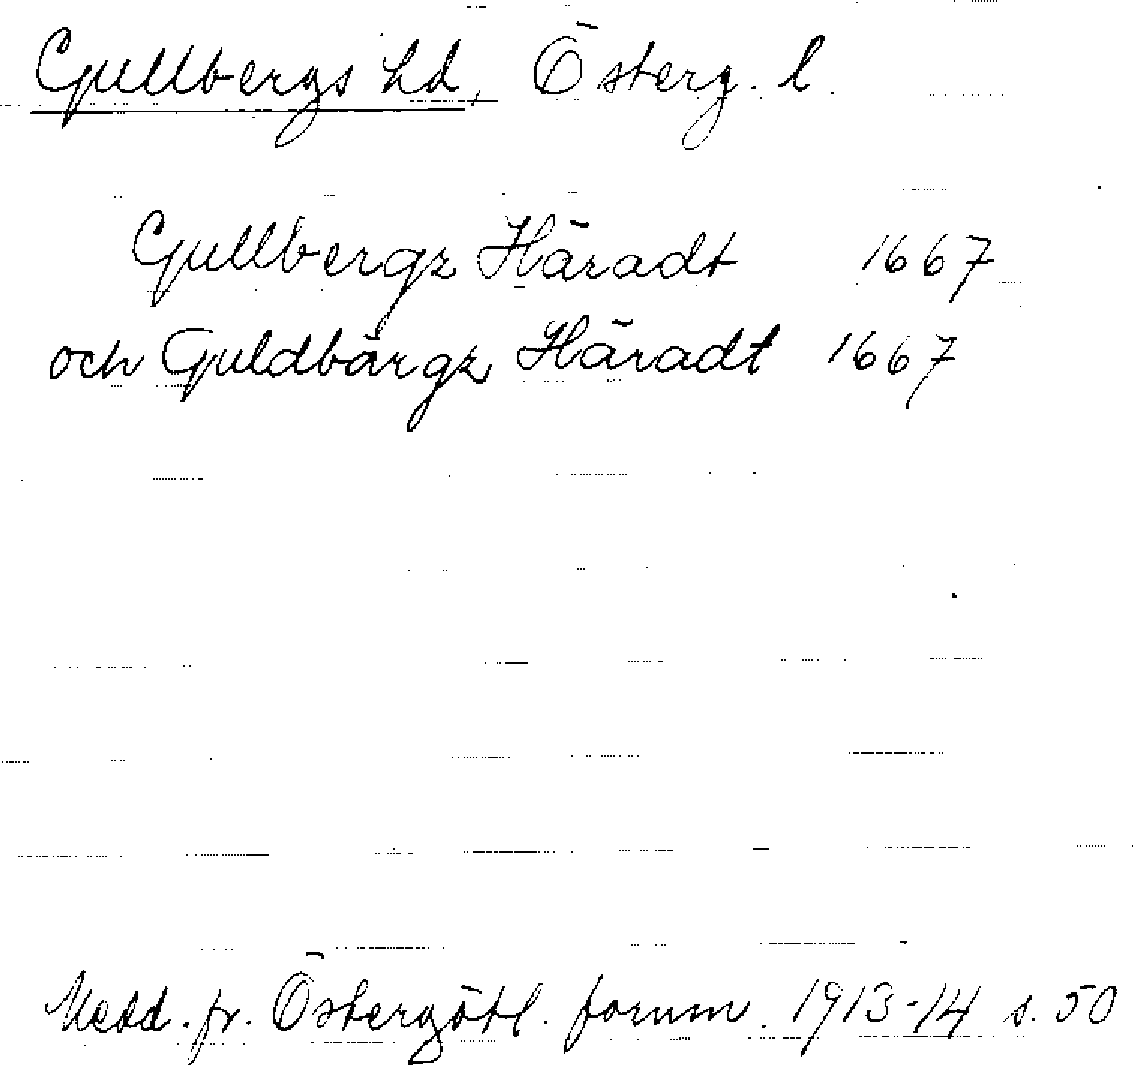 Gullbergs hd, Österg. l.
Gullbergz Häradt 1667
och Guldbärgz Häradt 1667
Medd. fr. Östergötl. fornm. 1913-14 s. 50